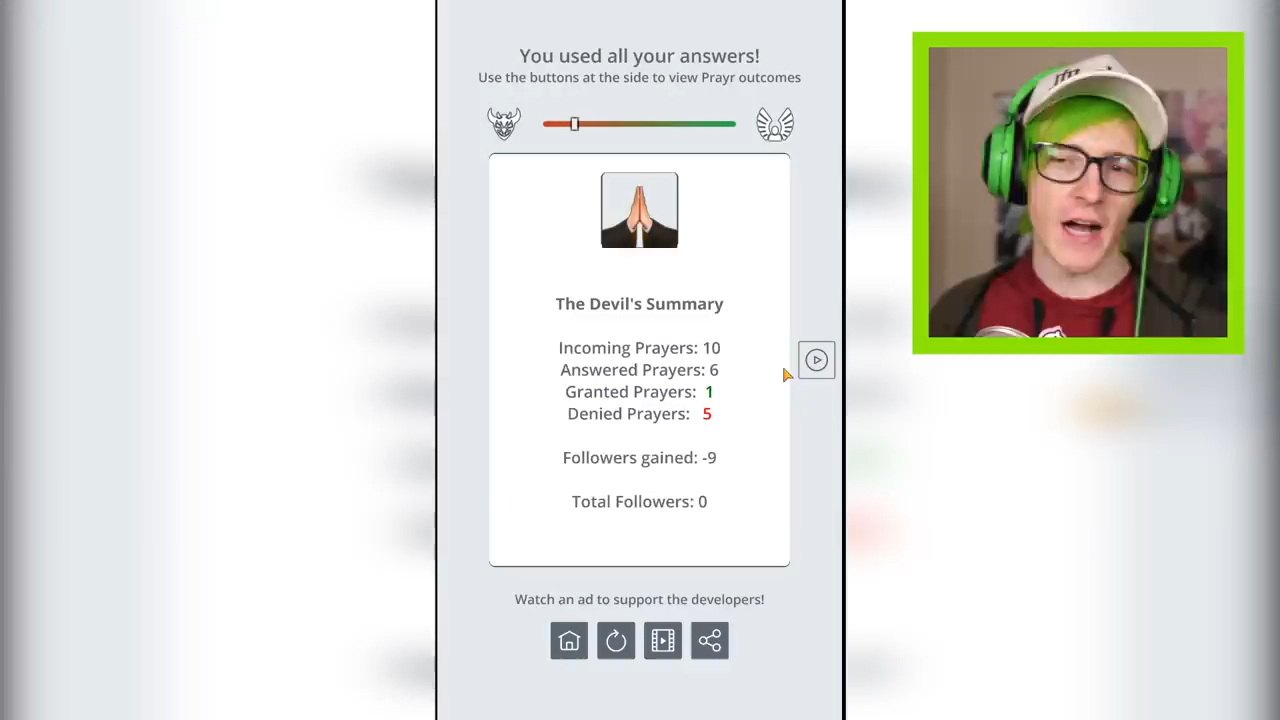 You used all your answers!
Use the buttons at the side to view Prayr outcomes
The Devil's Summary
Incoming Prayers: 10
Answered Prayers: 6
Granted Prayers: 1
Denied Prayers: 5
Followers gained: -9
Total Followers: 0
Watch an ad to support the developers!